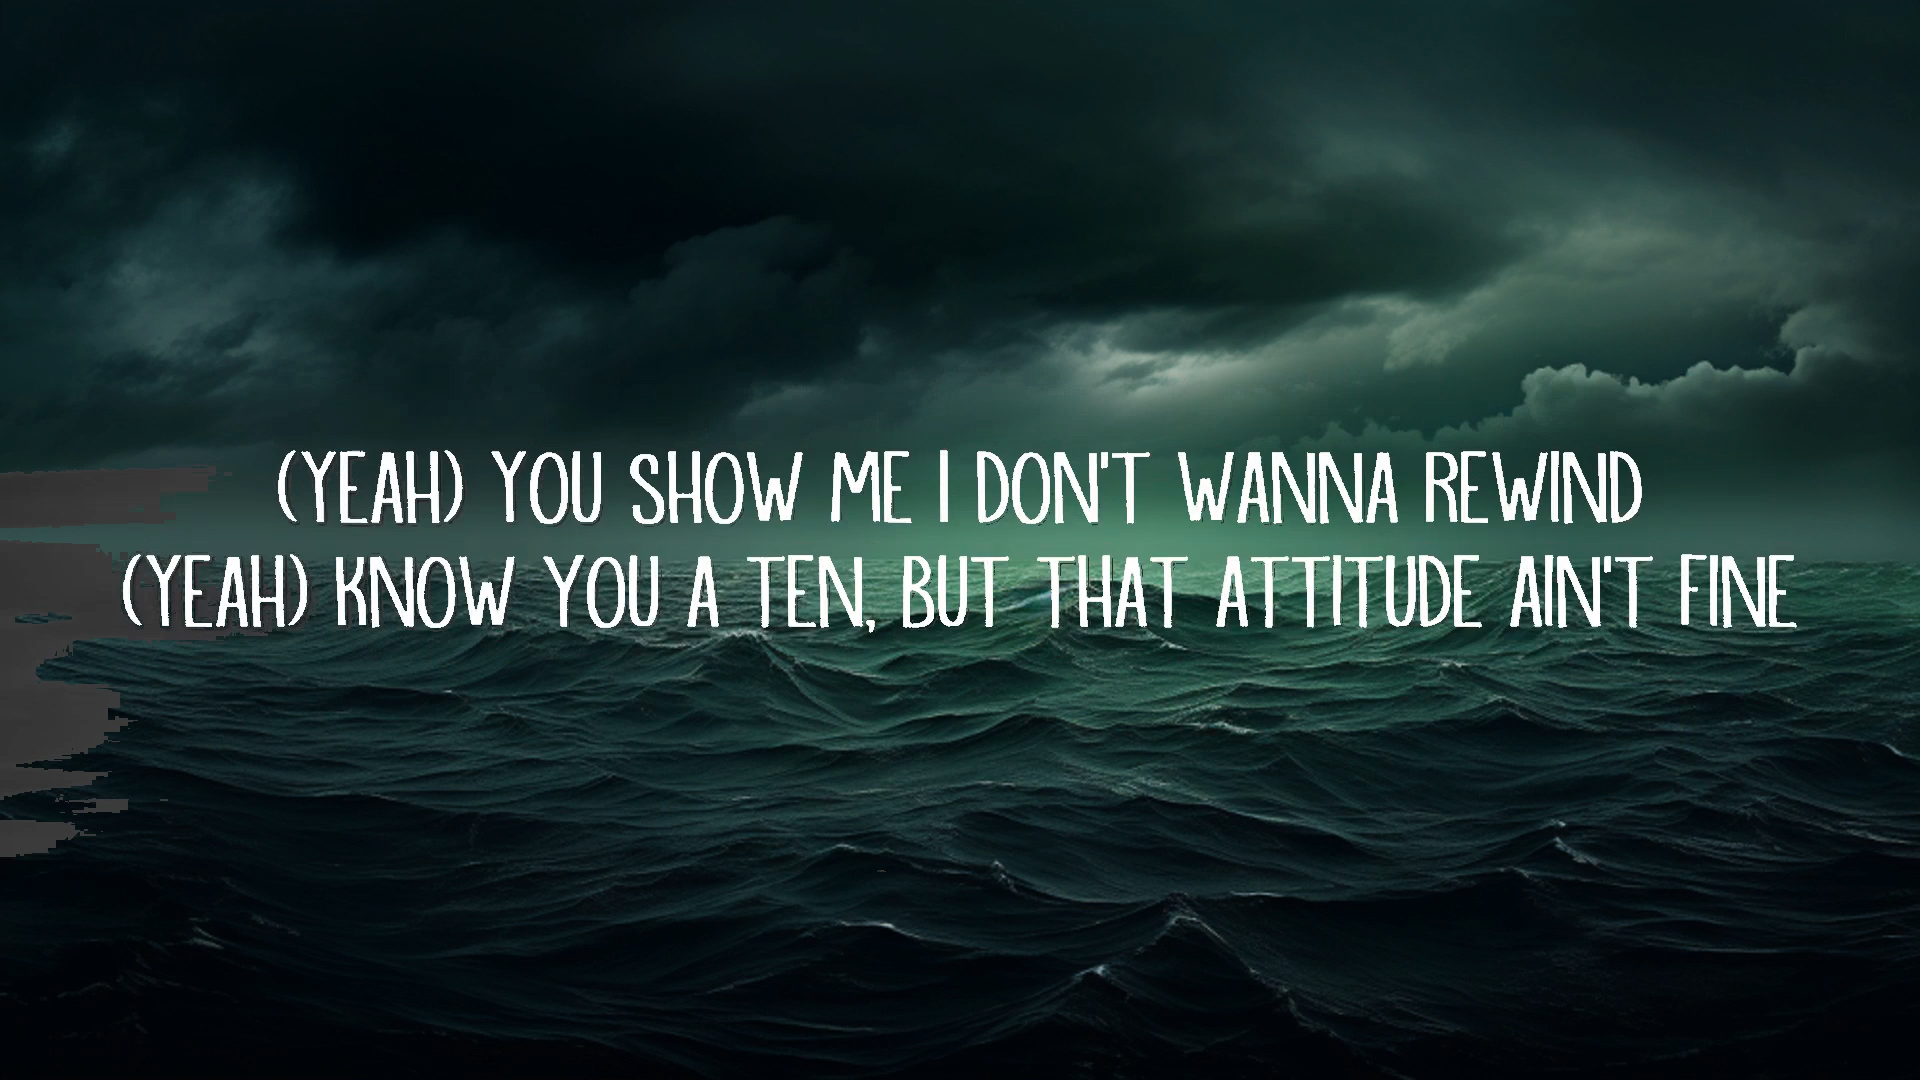 (YEAH) YOU SHOW ME I DON'T WANNA REWIND
(YEAH) KNOW YOU A TEN, BUT THAT ATTITUDE AIN'T FINE